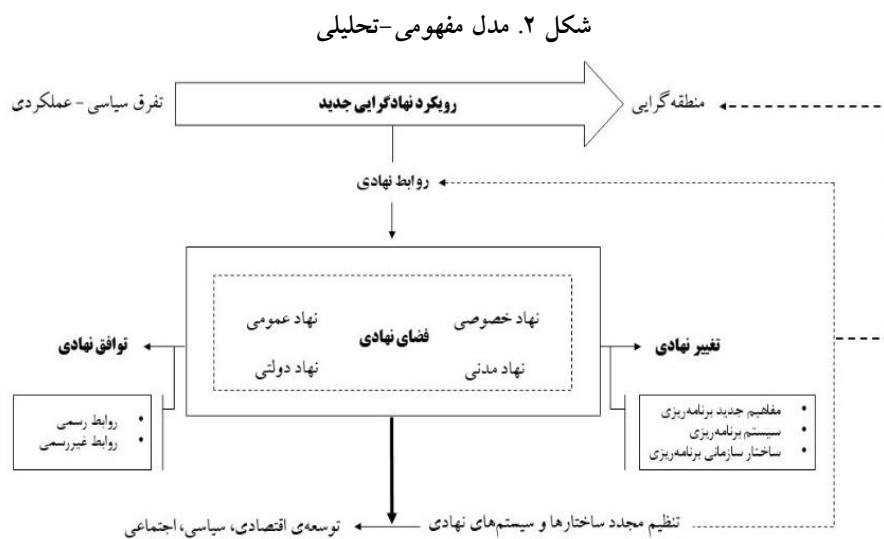 شکل ۲. مدل مفهومی-تحلیلی
منطقه‌گرایی
رویکرد نهادگرایی جدید
تفرق سیاسی - عملکردی
روابط نهادی
نهاد خصوصی
نهاد عمومی
فضای نهادی
نهاد مدنی
نهاد دولتی
تغییر نهادی
توافق نهادی
• مفاهیم جدید برنامه‌ریزی
• سیستم برنامه‌ریزی
• ساختار سازمانی برنامه‌ریزی
• روابط رسمی
• روابط غیررسمی
تنظیم مجدد ساختارها و سیستم‌های نهادی
توسعه‌ی اقتصادی، سیاسی، اجتماعی